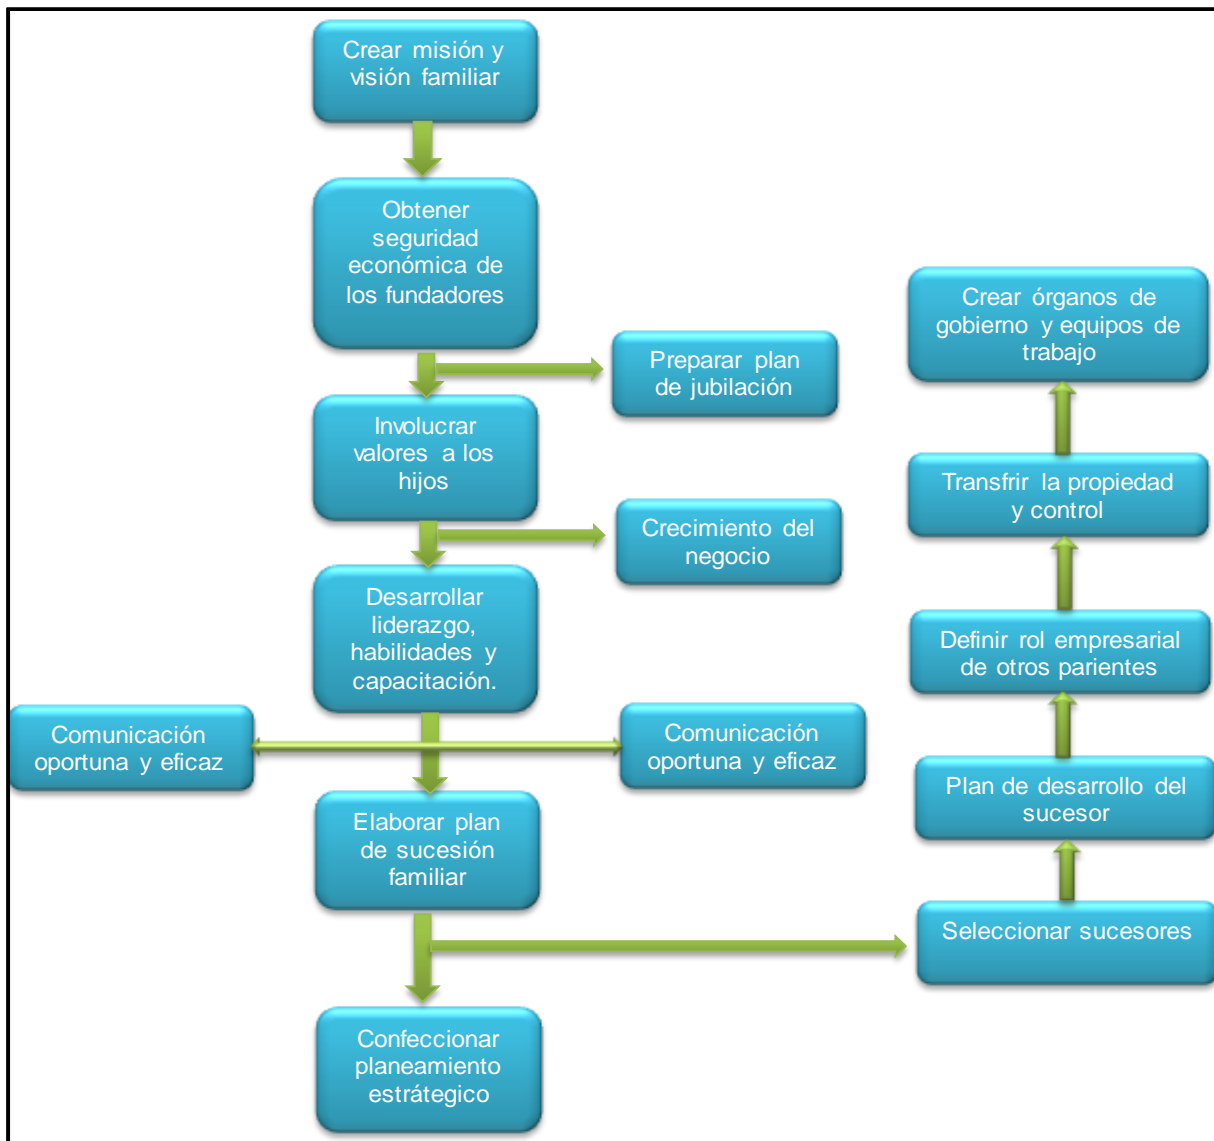 Crear misión y
visión familiar
Obtener
seguridad
económica de
los fundadores
Preparar plan
de jubilación
Involucrar
valores a los
hijos
Crecimiento del
negocio
Desarrollar
liderazgo,
habilidades y
capacitación.
Comunicación
oportuna y eficaz
Comunicación
oportuna y eficaz
Elaborar plan
de sucesión
familiar
Confeccionar
planeamiento
estrátegico
Crear órganos de
gobierno y equipos de
trabajo
Transfrir la propiedad
y control
Definir rol empresarial
de otros parientes
Plan de desarrollo del
sucesor
Seleccionar sucesores